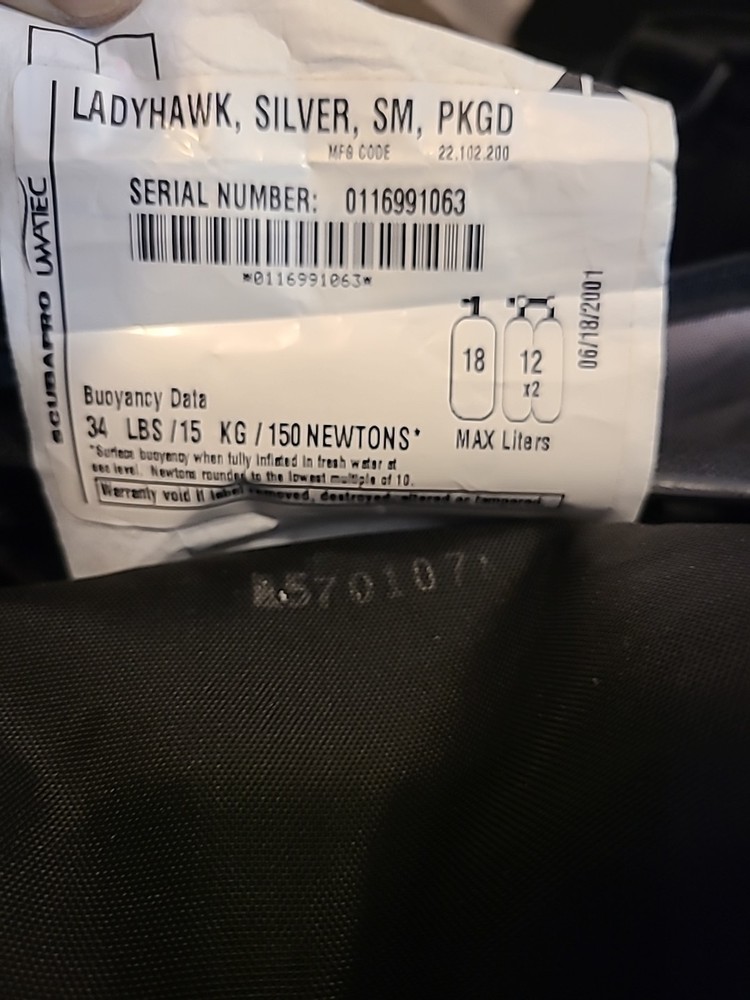 LADYHAWK, SILVER, SM, PKGD
MFG CODE 22.102.200
SERIAL NUMBER: 0116991063
*0116991063*
SCUBAPRO UWATEC
06/18/2001
18
12
x2
MAX Liters
Buoyancy Data
34 LBS/15 KG/150 NEWTONS*
*Surface buoyancy when fully inflated in fresh water at
sea level. Newtons rounded to the lowest multiple of 10.
Warranty void if label removed, destroyed, altered or tampered
570107